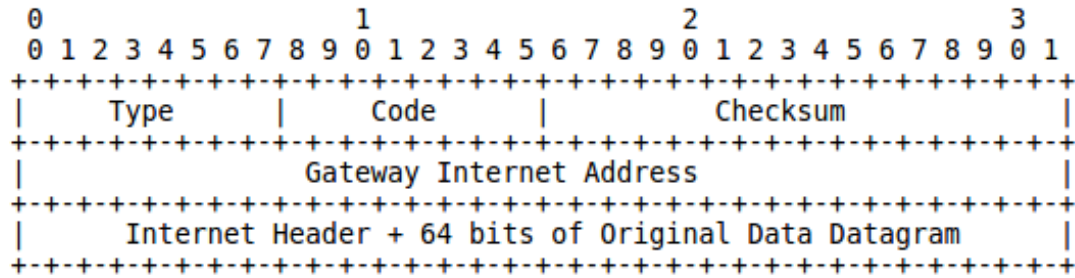 0                   1                   2                   3
0 1 2 3 4 5 6 7 8 9 0 1 2 3 4 5 6 7 8 9 0 1 2 3 4 5 6 7 8 9 0 1
+-+-+-+-+-+-+-+-+-+-+-+-+-+-+-+-+-+-+-+-+-+-+-+-+-+-+-+-+-+-+-+-+
|     Type      |     Code      |          Checksum             |
+-+-+-+-+-+-+-+-+-+-+-+-+-+-+-+-+-+-+-+-+-+-+-+-+-+-+-+-+-+-+-+-+
|                 Gateway Internet Address                      |
+-+-+-+-+-+-+-+-+-+-+-+-+-+-+-+-+-+-+-+-+-+-+-+-+-+-+-+-+-+-+-+-+
|      Internet Header + 64 bits of Original Data Datagram      |
+-+-+-+-+-+-+-+-+-+-+-+-+-+-+-+-+-+-+-+-+-+-+-+-+-+-+-+-+-+-+-+-+